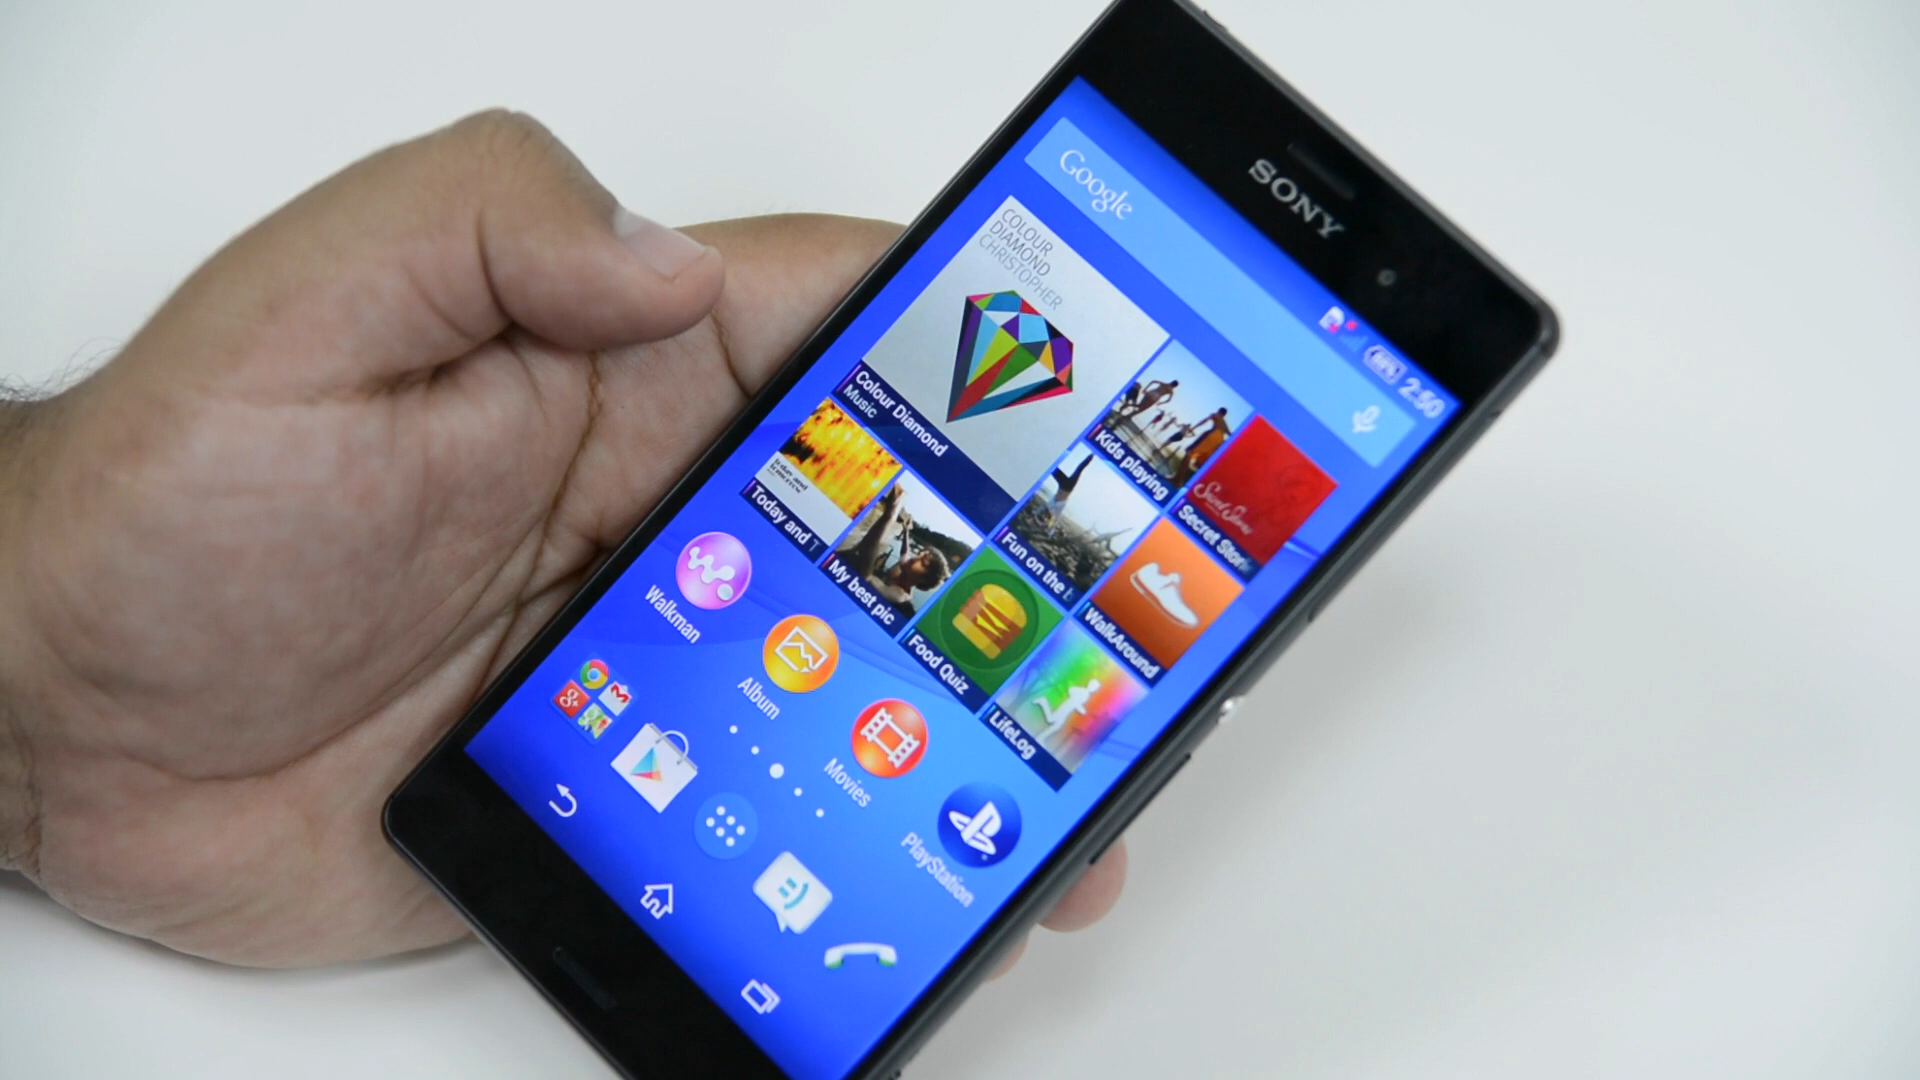 SONY
2:50
Google
COLOUR
DIAMOND
CHRISTOPHER
Colour Diamond
Music
Kids playing
Secret Stor
Today and T
My best pic
Fun on the b
WalkAround
Food Quiz
LifeLog
Walkman
Album
Movies
PlayStation